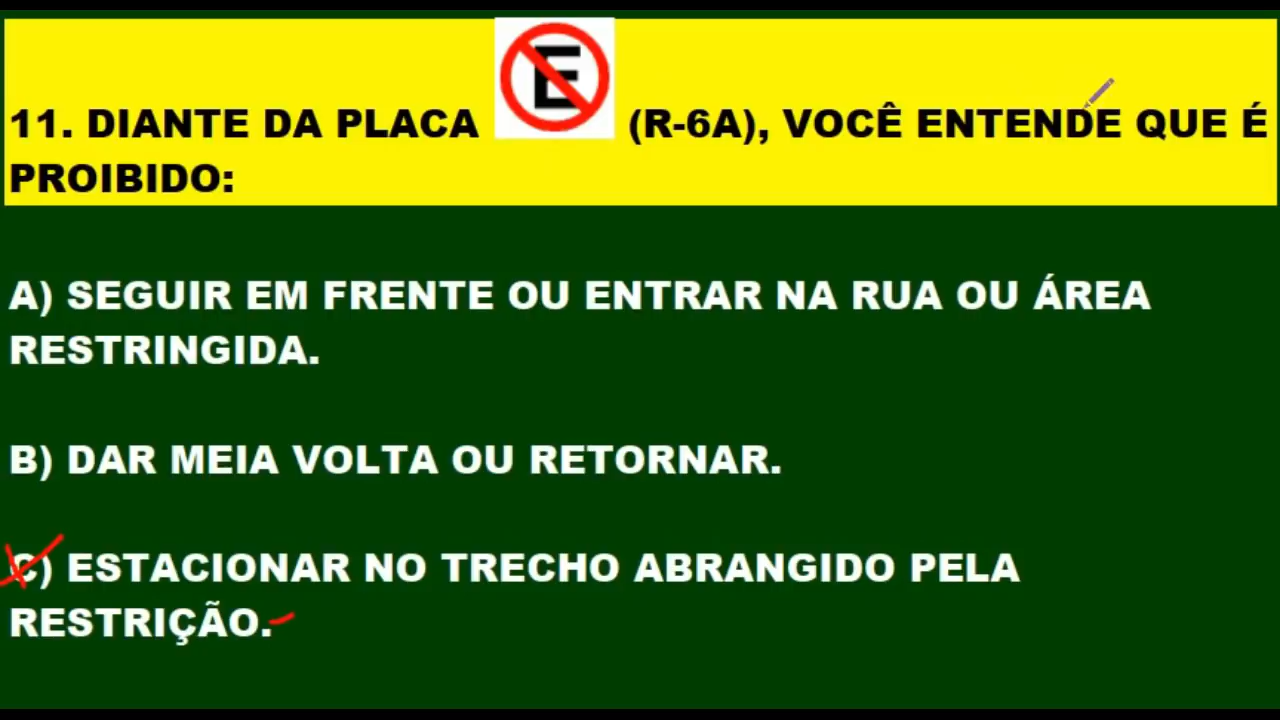 11. DIANTE DA PLACA E (R-6A), VOCÊ ENTENDE QUE É
PROIBIDO:
A) SEGUIR EM FRENTE OU ENTRAR NA RUA OU ÁREA
RESTRINGIDA.
B) DAR MEIA VOLTA OU RETORNAR.
C) ESTACIONAR NO TRECHO ABRANGIDO PELA
RESTRIÇÃO.